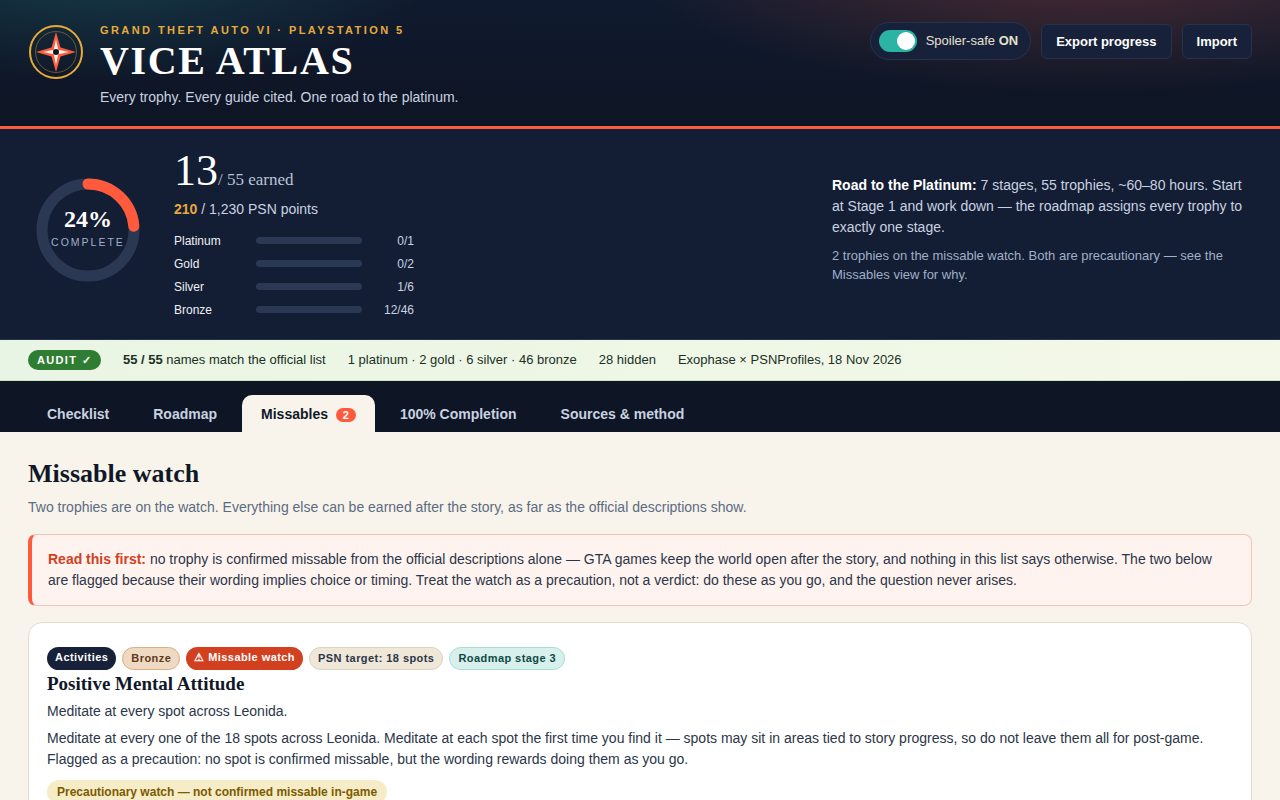 GRAND THEFT AUTO VI · PLAYSTATION 5
VICE ATLAS
Every trophy. Every guide cited. One road to the platinum.
Spoiler-safe ON
Export progress
Import
24%
COMPLETE
13 / 55 earned
210 / 1,230 PSN points
Platinum 0/1
Gold 0/2
Silver 1/6
Bronze 12/46
Road to the Platinum: 7 stages, 55 trophies, ~60–80 hours. Start
at Stage 1 and work down — the roadmap assigns every trophy to
exactly one stage.
2 trophies on the missable watch. Both are precautionary — see the
Missables view for why.
AUDIT ✓ 55 / 55 names match the official list 1 platinum · 2 gold · 6 silver · 46 bronze 28 hidden Exophase × PSNProfiles, 18 Nov 2026
Checklist Roadmap Missables 2 100% Completion Sources & method
Missable watch
Two trophies are on the watch. Everything else can be earned after the story, as far as the official descriptions show.
Read this first: no trophy is confirmed missable from the official descriptions alone — GTA games keep the world open after the story, and nothing in this list says otherwise. The two below
are flagged because their wording implies choice or timing. Treat the watch as a precaution, not a verdict: do these as you go, and the question never arises.
Activities Bronze ⚠ Missable watch PSN target: 18 spots Roadmap stage 3
Positive Mental Attitude
Meditate at every spot across Leonida.
Meditate at every one of the 18 spots across Leonida. Meditate at each spot the first time you find it — spots may sit in areas tied to story progress, so do not leave them all for post-game.
Flagged as a precaution: no spot is confirmed missable, but the wording rewards doing them as you go.
Precautionary watch — not confirmed missable in-game